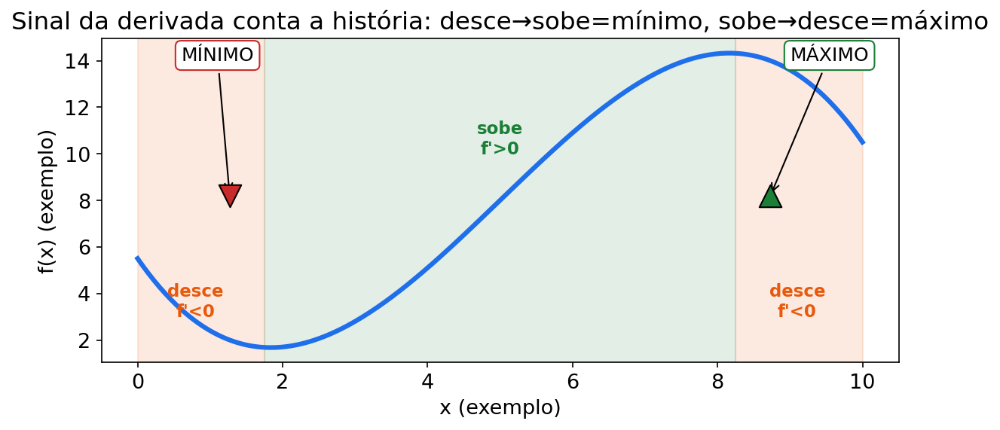 Sinal da derivada conta a história: desce→sobe=mínimo, sobe→desce=máximo
MÍNIMO
MÁXIMO
sobe
f'>0
desce
f'<0
desce
f'<0
f(x) (exemplo)
14
12
10
8
6
4
2
0
2
4
6
8
10
x (exemplo)